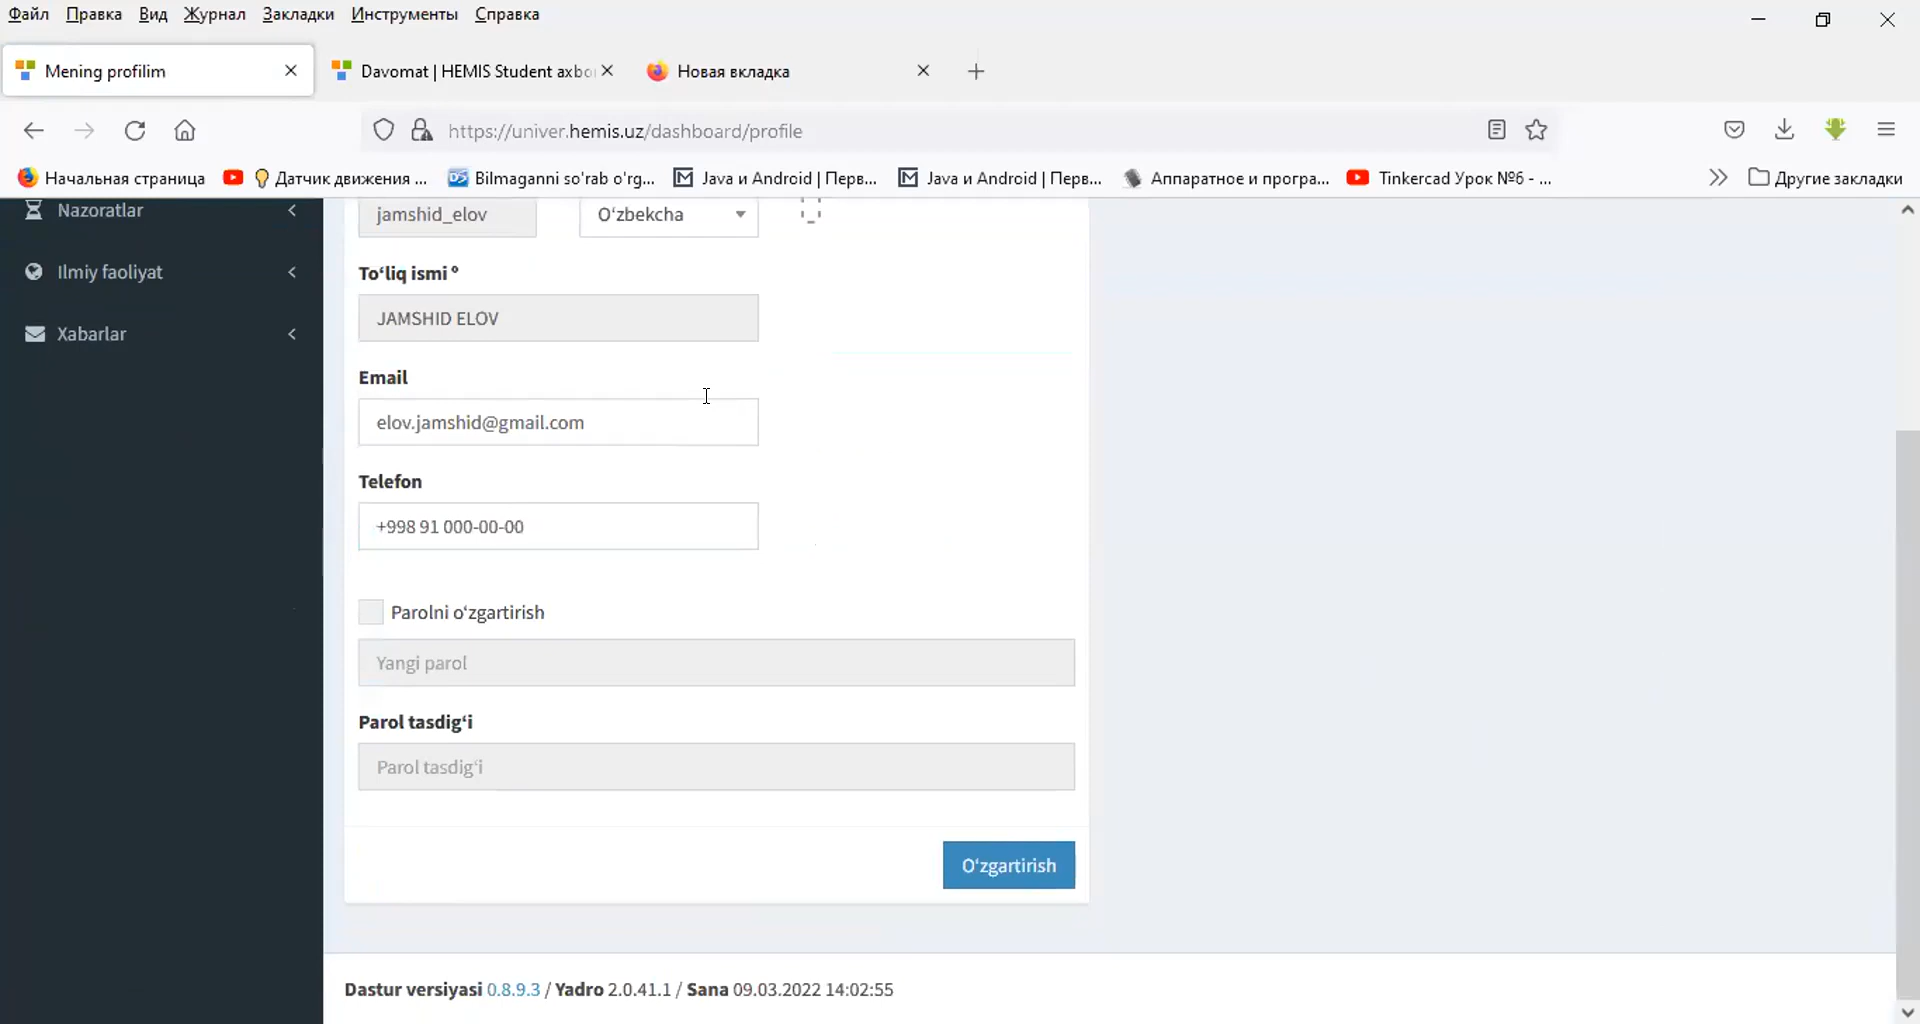 Файл Правка Вид Журнал Закладки Инструменты Справка
Mening profilim Davomat | HEMIS Student axbo Новая вкладка
https://univer.hemis.uz/dashboard/profile
Начальная страница Датчик движения ... Bilmaganni so'rab o'rg... Java и Android | Перв... Java и Android | Перв... Аппаратное и програ... Tinkercad Урок №6 - ... Другие закладки
Nazoratlar
Ilmiy faoliyat
Xabarlar
jamshid_elov O‘zbekcha
To‘liq ismi º
JAMSHID ELOV
Email
elov.jamshid@gmail.com
Telefon
+998 91 000-00-00
Parolni o‘zgartirish
Yangi parol
Parol tasdig‘i
Parol tasdig‘i
O‘zgartirish
Dastur versiyasi 0.8.9.3 / Yadro 2.0.41.1 / Sana 09.03.2022 14:02:55